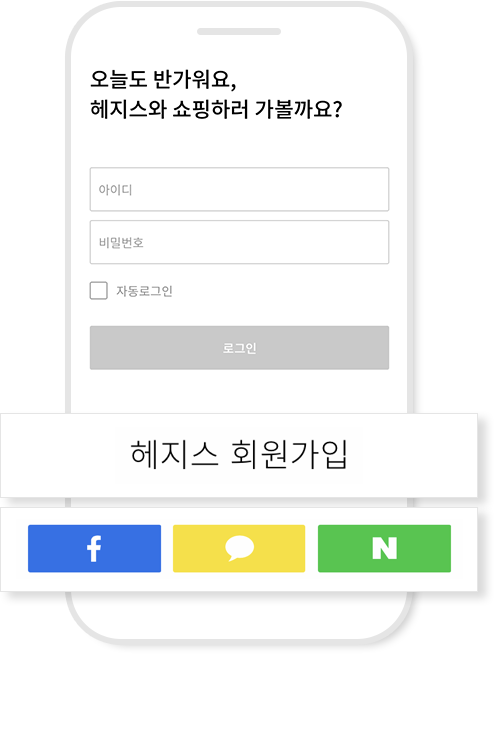 오늘도 반가워요,
헤지스와 쇼핑하러 가볼까요?
아이디
비밀번호
자동로그인
로그인
헤지스 회원가입
f
N